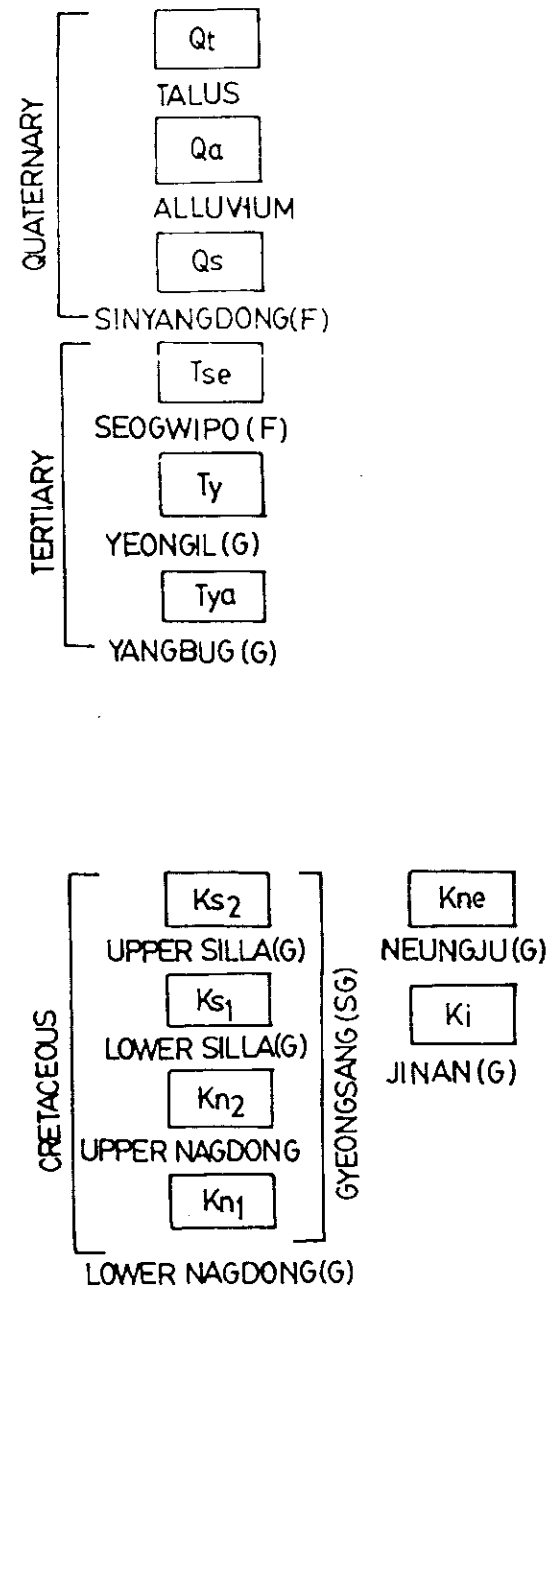 QUATERNARY
Qt
TALUS
Qa
ALLUVIUM
Qs
SINYANGDONG(F)
TERTIARY
Tse
SEOGWIPO(F)
Ty
YEONGIL(G)
Tya
YANGBUG(G)
CRETACEOUS
Ks2
UPPER SILLA(G)
Ks1
LOWER SILLA(G)
Kn2
UPPER NAGDONG
Kn1
LOWER NAGDONG(G)
GYEONGSANG(SG)
Kne
NEUNGJU(G)
Ki
JINAN(G)